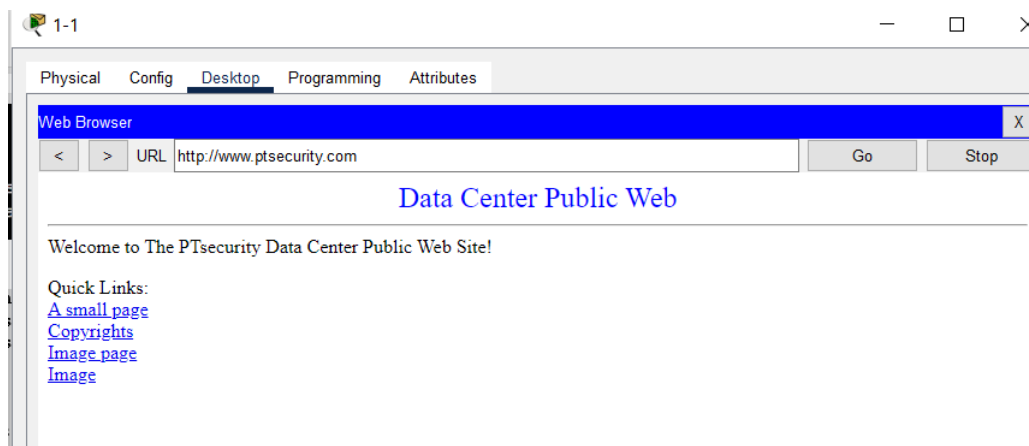 1-1
Physical Config Desktop Programming Attributes
Web Browser X
< > URL http://www.ptsecurity.com Go Stop
Data Center Public Web
Welcome to The PTsecurity Data Center Public Web Site!
Quick Links:
A small page
Copyrights
Image page
Image